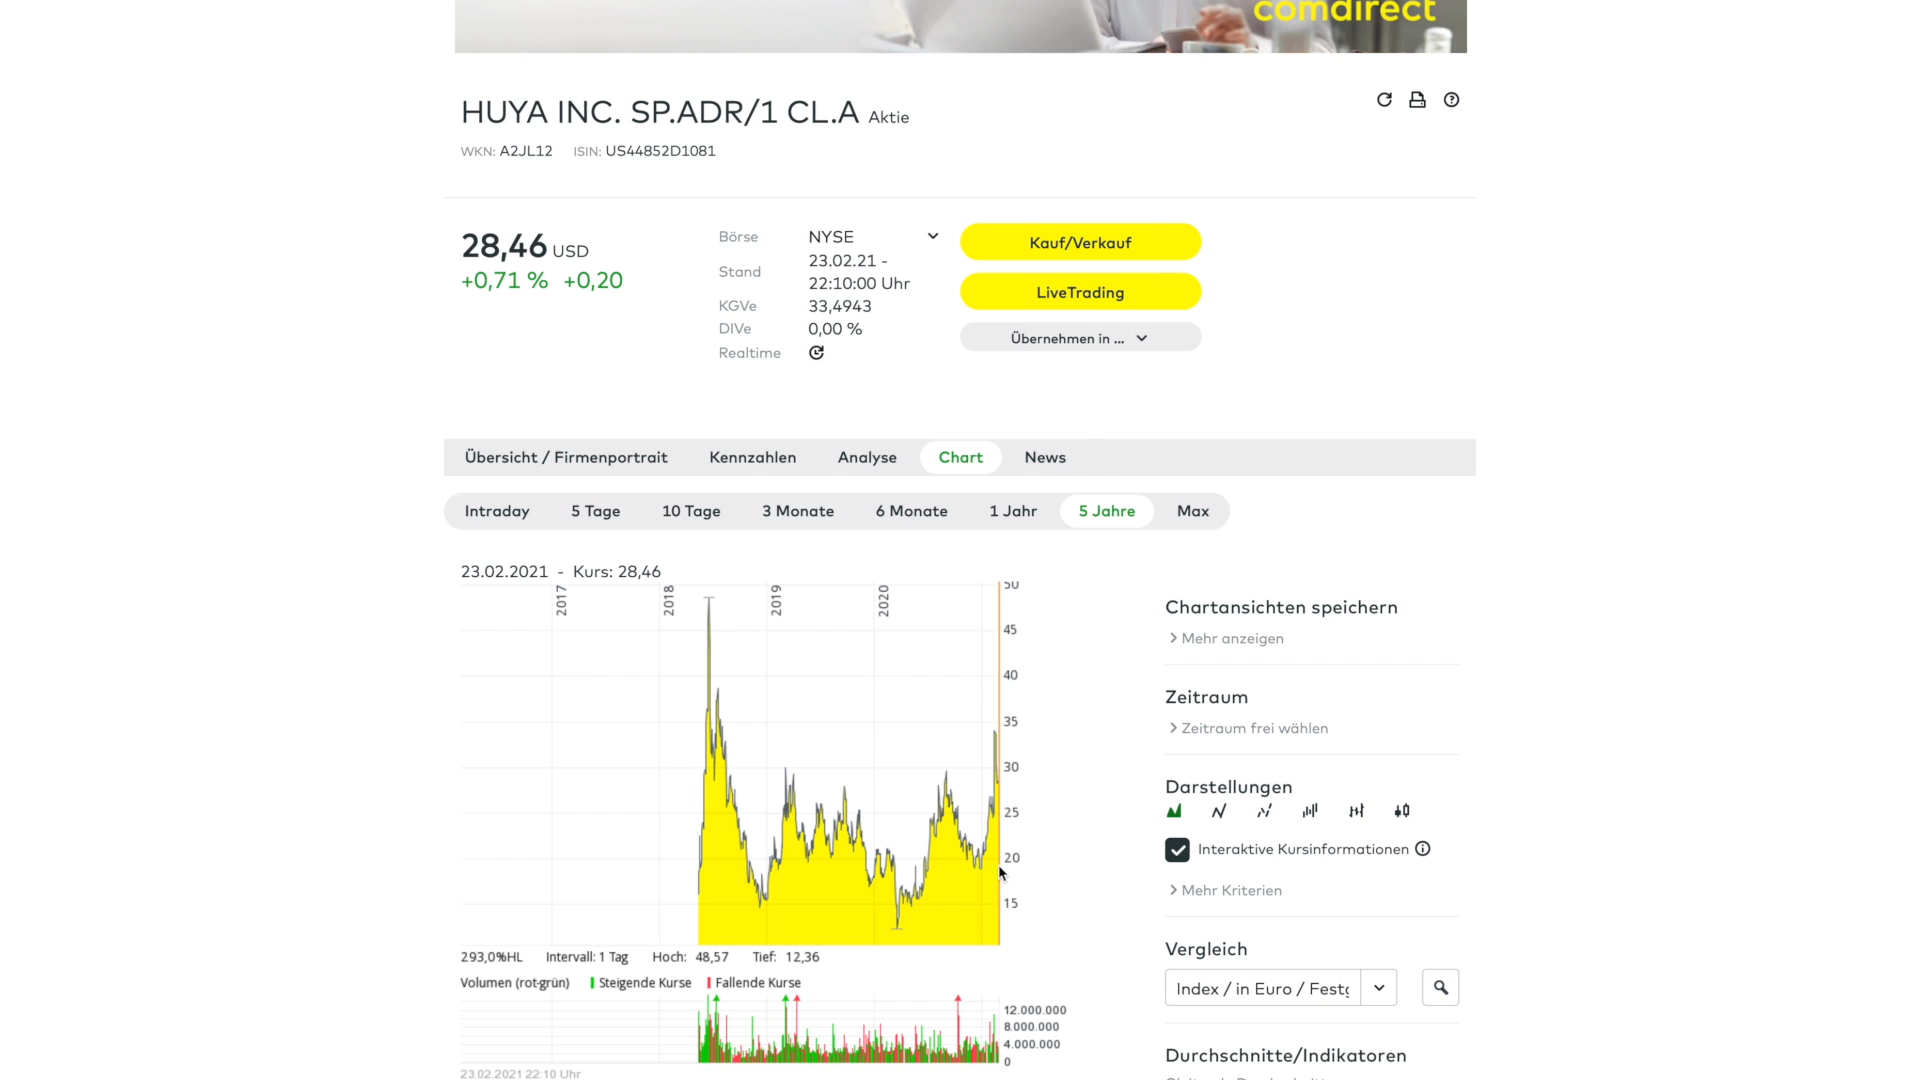 comdirect
HUYA INC. SP.ADR/1 CL.A Aktie
WKN: A2JL12 ISIN: US44852D1081
28,46 USD
+0,71 % +0,20
Börse NYSE
Stand 23.02.21 -
22:10:00 Uhr
KGVe 33,4943
DIVe 0,00 %
Realtime
Kauf/Verkauf
LiveTrading
Übernehmen in ...
Übersicht / Firmenportrait Kennzahlen Analyse Chart News
Intraday 5 Tage 10 Tage 3 Monate 6 Monate 1 Jahr 5 Jahre Max
23.02.2021 - Kurs: 28,46
2017 2018 2019 2020
50
45
40
35
30
25
20
15
293,0%HL Intervall: 1 Tag Hoch: 48,57 Tief: 12,36
Volumen (rot-grün) Steigende Kurse Fallende Kurse
12.000.000
8.000.000
4.000.000
0
23.02.2021 22:10 Uhr
Chartansichten speichern
Mehr anzeigen
Zeitraum
Zeitraum frei wählen
Darstellungen
Interaktive Kursinformationen
Mehr Kriterien
Vergleich
Index / in Euro / Festg
Durchschnitte/Indikatoren